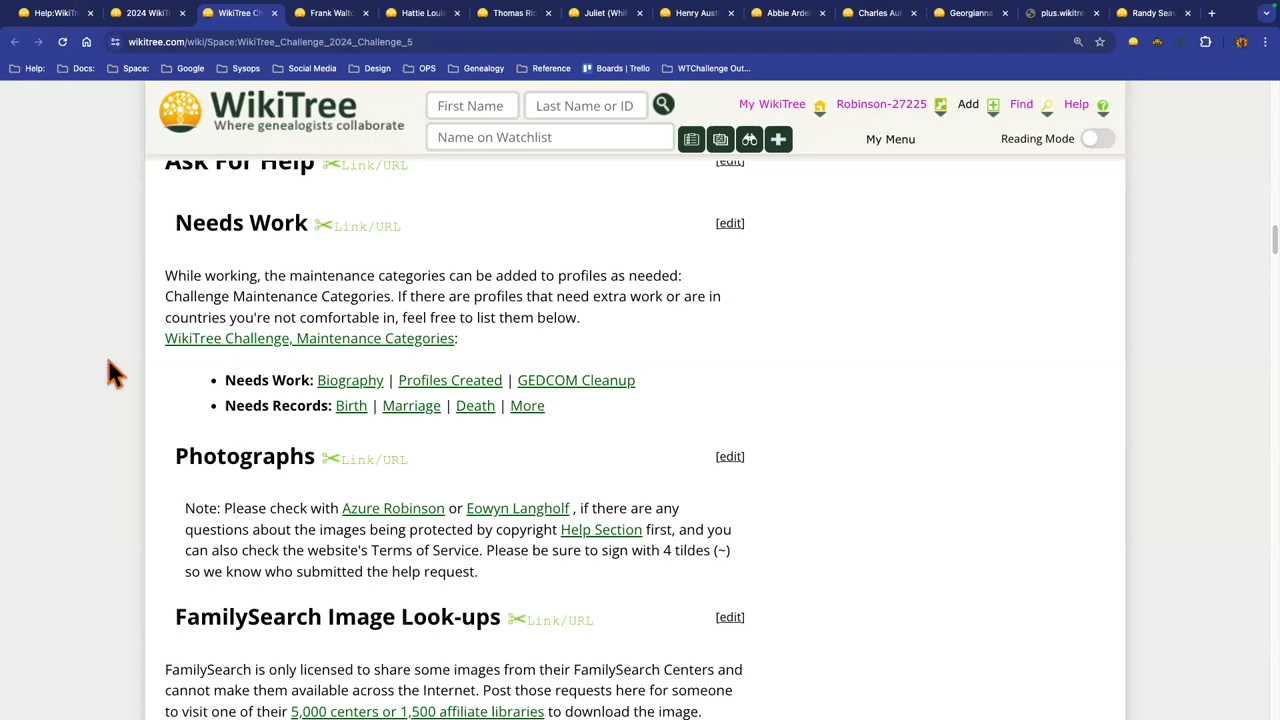 Help:WikiTr
2024 WikiT
WikiTree Ch
Frank Walto
Hattie Louis
Thomas Ric
Juliet (Whi
Henry Aust
Abbie Arde
Charles Aus
Georgianna
plus.wikitre
Randy Seav
wikitree.com/wiki/Space:WikiTree_Challenge_2024_Challenge_5
Help: Docs: Space: Google Sysops Social Media Design OPS Genealogy Reference Boards | Trello WTChallenge Out...
WikiTree
Where genealogists collaborate
First Name Last Name or ID
Name on Watchlist
My WikiTree Robinson-27225 Add Find Help
My Menu Reading Mode
Ask For Help Link/URL [edit]
Needs Work Link/URL [edit]
While working, the maintenance categories can be added to profiles as needed:
Challenge Maintenance Categories. If there are profiles that need extra work or are in
countries you're not comfortable in, feel free to list them below.
WikiTree Challenge, Maintenance Categories:
• Needs Work: Biography | Profiles Created | GEDCOM Cleanup
• Needs Records: Birth | Marriage | Death | More
Photographs Link/URL [edit]
Note: Please check with Azure Robinson or Eowyn Langholf , if there are any
questions about the images being protected by copyright Help Section first, and you
can also check the website's Terms of Service. Please be sure to sign with 4 tildes (~)
so we know who submitted the help request.
FamilySearch Image Look-ups Link/URL [edit]
FamilySearch is only licensed to share some images from their FamilySearch Centers and
cannot make them available across the Internet. Post those requests here for someone
to visit one of their 5,000 centers or 1,500 affiliate libraries to download the image.